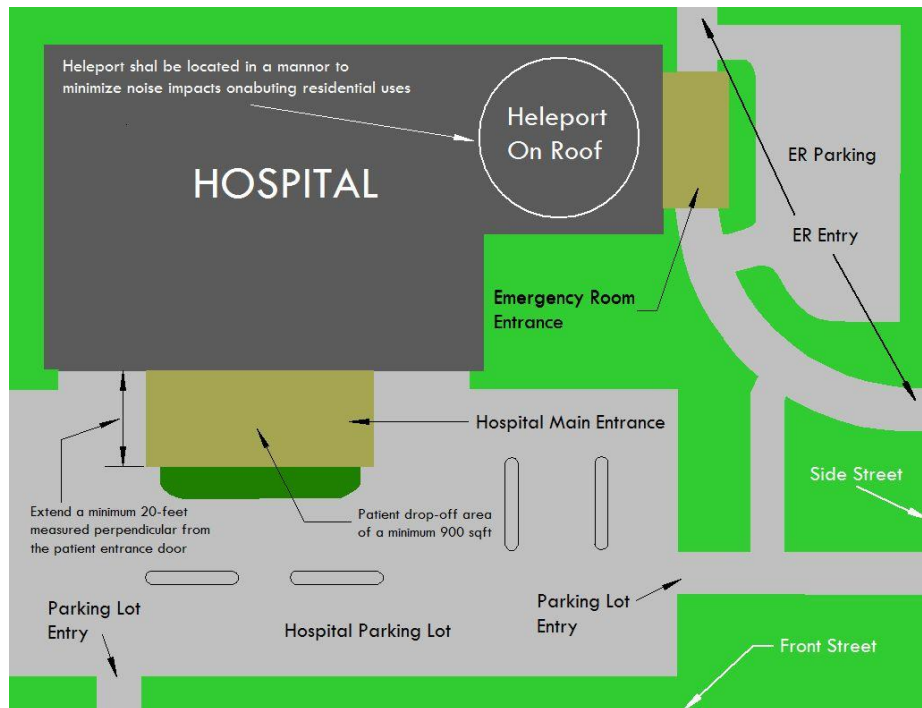 Heleport shal be located in a mannor to
minimize noise impacts onabuting residential uses
Heleport
On Roof
HOSPITAL
ER Parking
ER Entry
Emergency Room
Entrance
Hospital Main Entrance
Side Street
Extend a minimum 20-feet
measured perpendicular from
the patient entrance door
Patient drop-off area
of a minimum 900 sqft
Parking Lot
Entry
Hospital Parking Lot
Parking Lot
Entry
Front Street